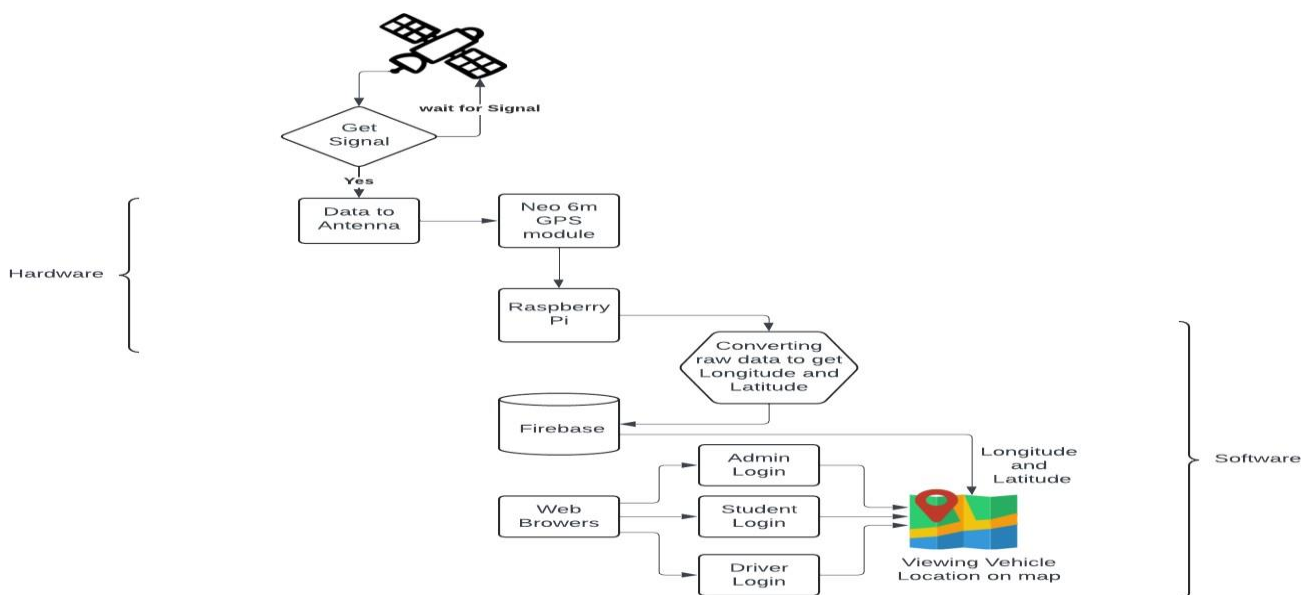 wait for Signal
Get
Signal
Yes
Data to
Antenna
Neo 6m
GPS
module
Hardware
Raspberry
Pi
Converting
raw data to get
Longitude and
Latitude
Firebase
Admin
Login
Longitude
and
Latitude
Software
Web
Browers
Student
Login
Driver
Login
Viewing Vehicle
Location on map